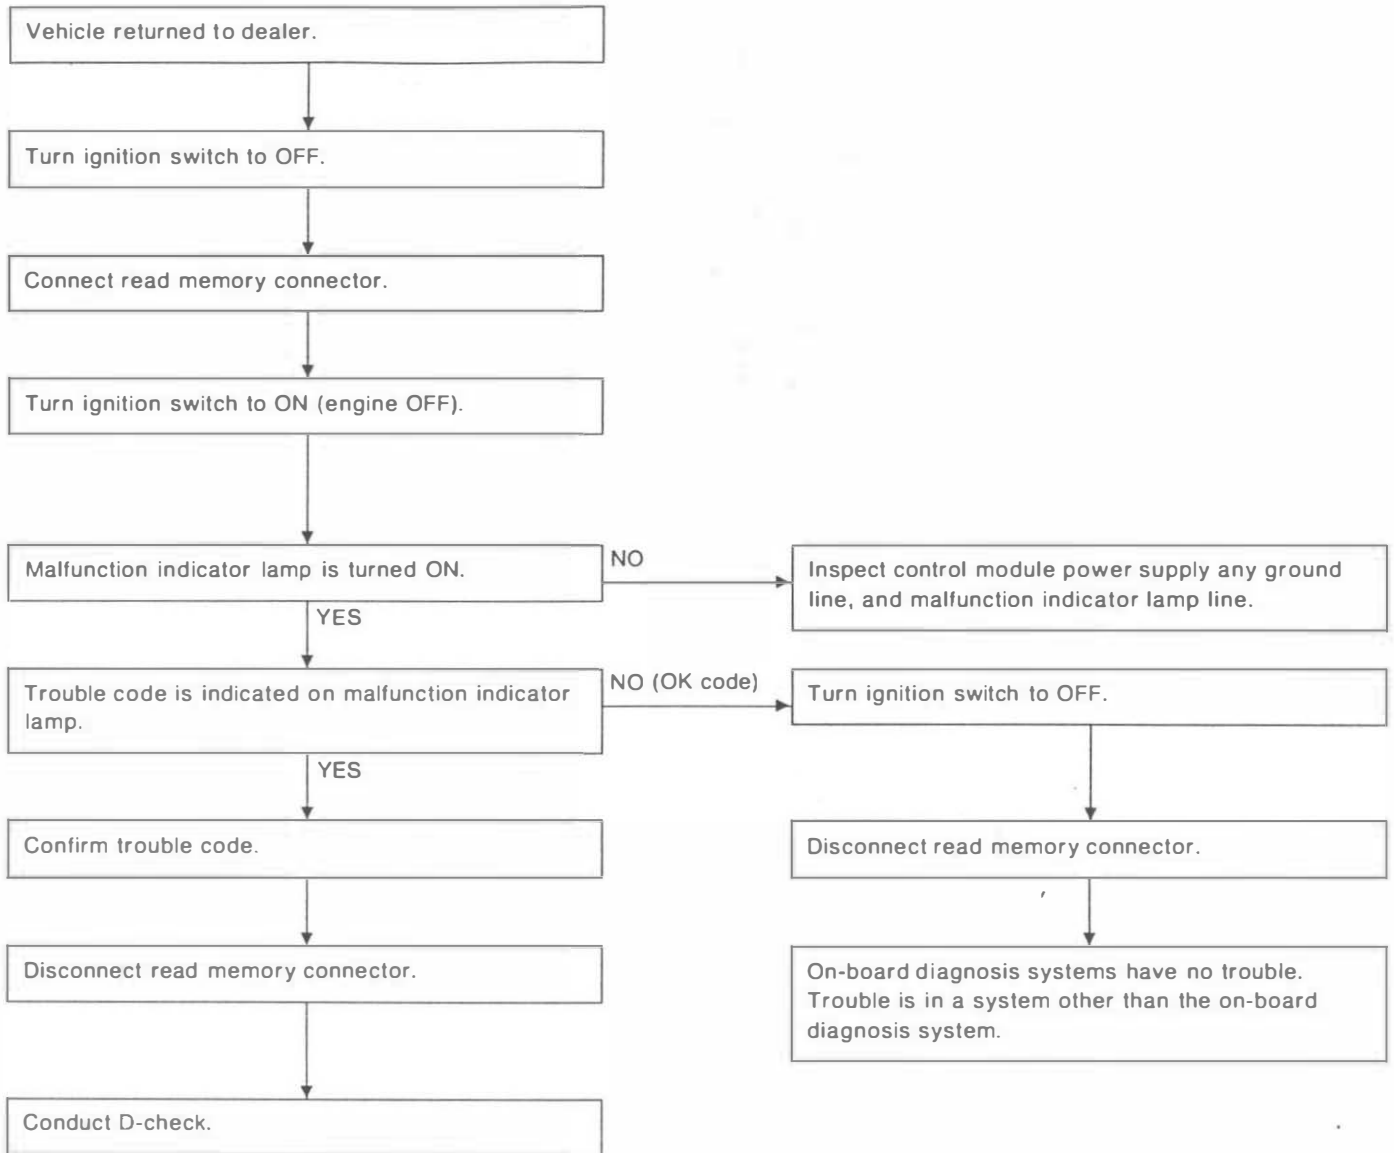 Vehicle returned to dealer.
Turn ignition switch to OFF.
Connect read memory connector.
Turn ignition switch to ON (engine OFF).
Malfunction indicator lamp is turned ON.
NO
Inspect control module power supply any ground
line, and malfunction indicator lamp line.
YES
Trouble code is indicated on malfunction indicator
lamp.
NO (OK code)
Turn ignition switch to OFF.
YES
Confirm trouble code.
Disconnect read memory connector.
Disconnect read memory connector.
On-board diagnosis systems have no trouble.
Trouble is in a system other than the on-board
diagnosis system.
Conduct D-check.